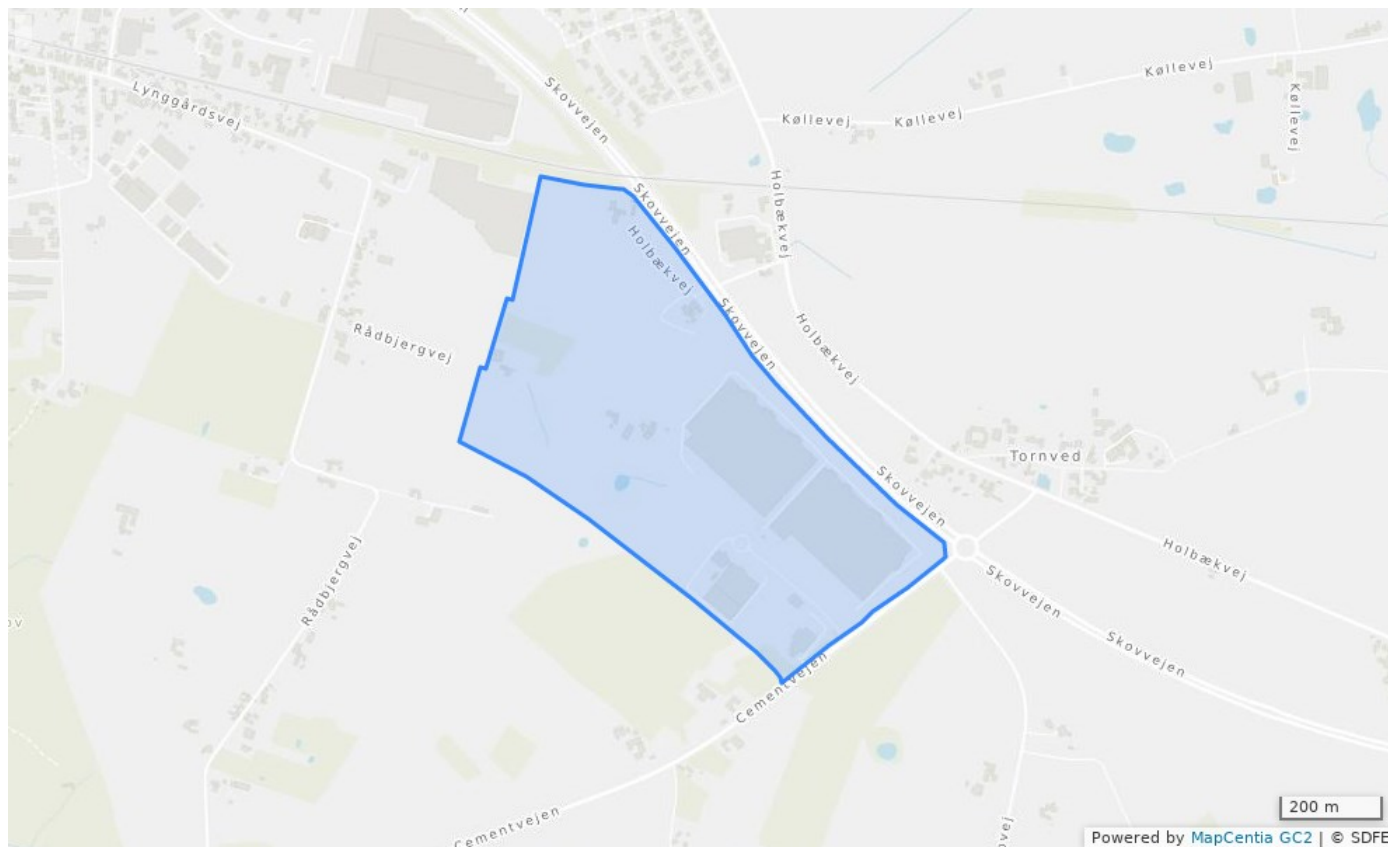 Lynggårdsvej
Skovvejen
Køllevej
Køllevej
Køllevej
Køllevej
Holbækvej
Skovvejen
Holbækvej
Skovvejen
Holbækvej
Rådbjergvej
Tornved
Skovvejen
Holbækvej
Rådbjergvej
Skovvejen
Skovvejen
Cementvejen
Cementvejen
200 m
Powered by MapCentia GC2 | © SDFE